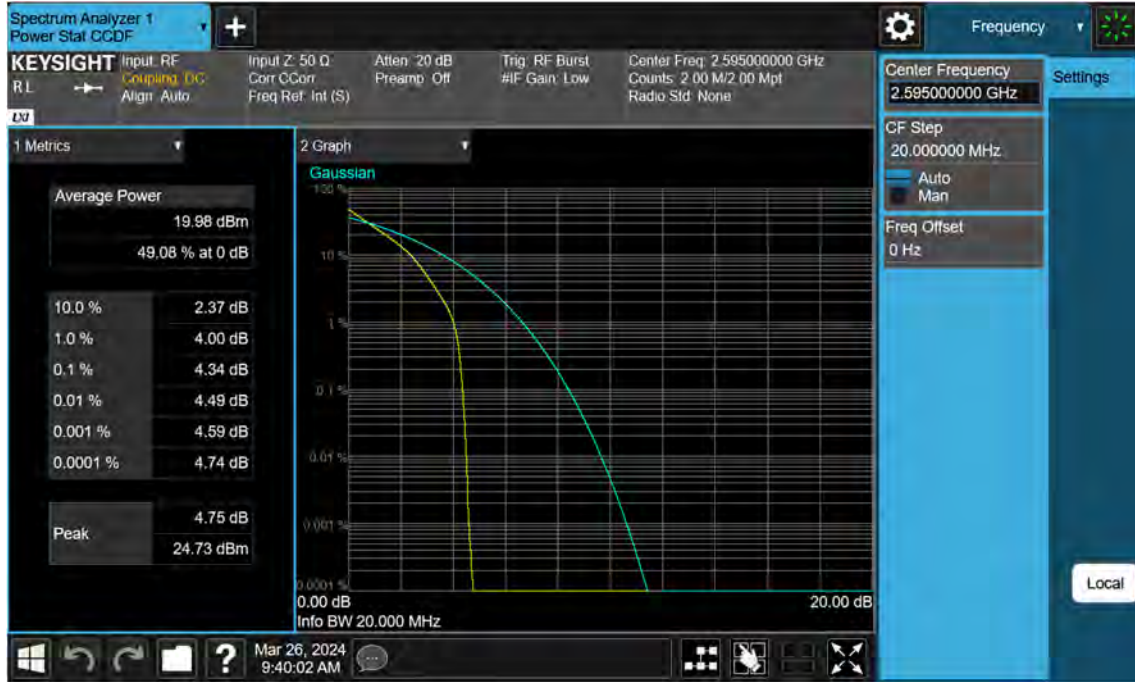 Spectrum Analyzer 1
Power Stat CCDF
+
Frequency
KEYSIGHT
RL
LXI
Input: RF
Coupling: DC
Align: Auto
Input Z: 50 Ω
Corr CCorr
Freq Ref: Int (S)
Atten: 20 dB
Preamp: Off
Trig: RF Burst
#IF Gain: Low
Center Freq: 2.595000000 GHz
Counts: 2.00 M/2.00 Mpt
Radio Std: None
Center Frequency
2.595000000 GHz
Settings
CF Step
20.000000 MHz
Auto
Man
Freq Offset
0 Hz
1 Metrics
Average Power
19.98 dBm
49.08 % at 0 dB
10.0 % 2.37 dB
1.0 % 4.00 dB
0.1 % 4.34 dB
0.01 % 4.49 dB
0.001 % 4.59 dB
0.0001 % 4.74 dB
Peak
4.75 dB
24.73 dBm
2 Graph
Gaussian
100 %
10 %
1 %
0.1 %
0.01 %
0.001 %
0.0001 %
0.00 dB 20.00 dB
Info BW 20.000 MHz
Local
?
Mar 26, 2024
9:40:02 AM